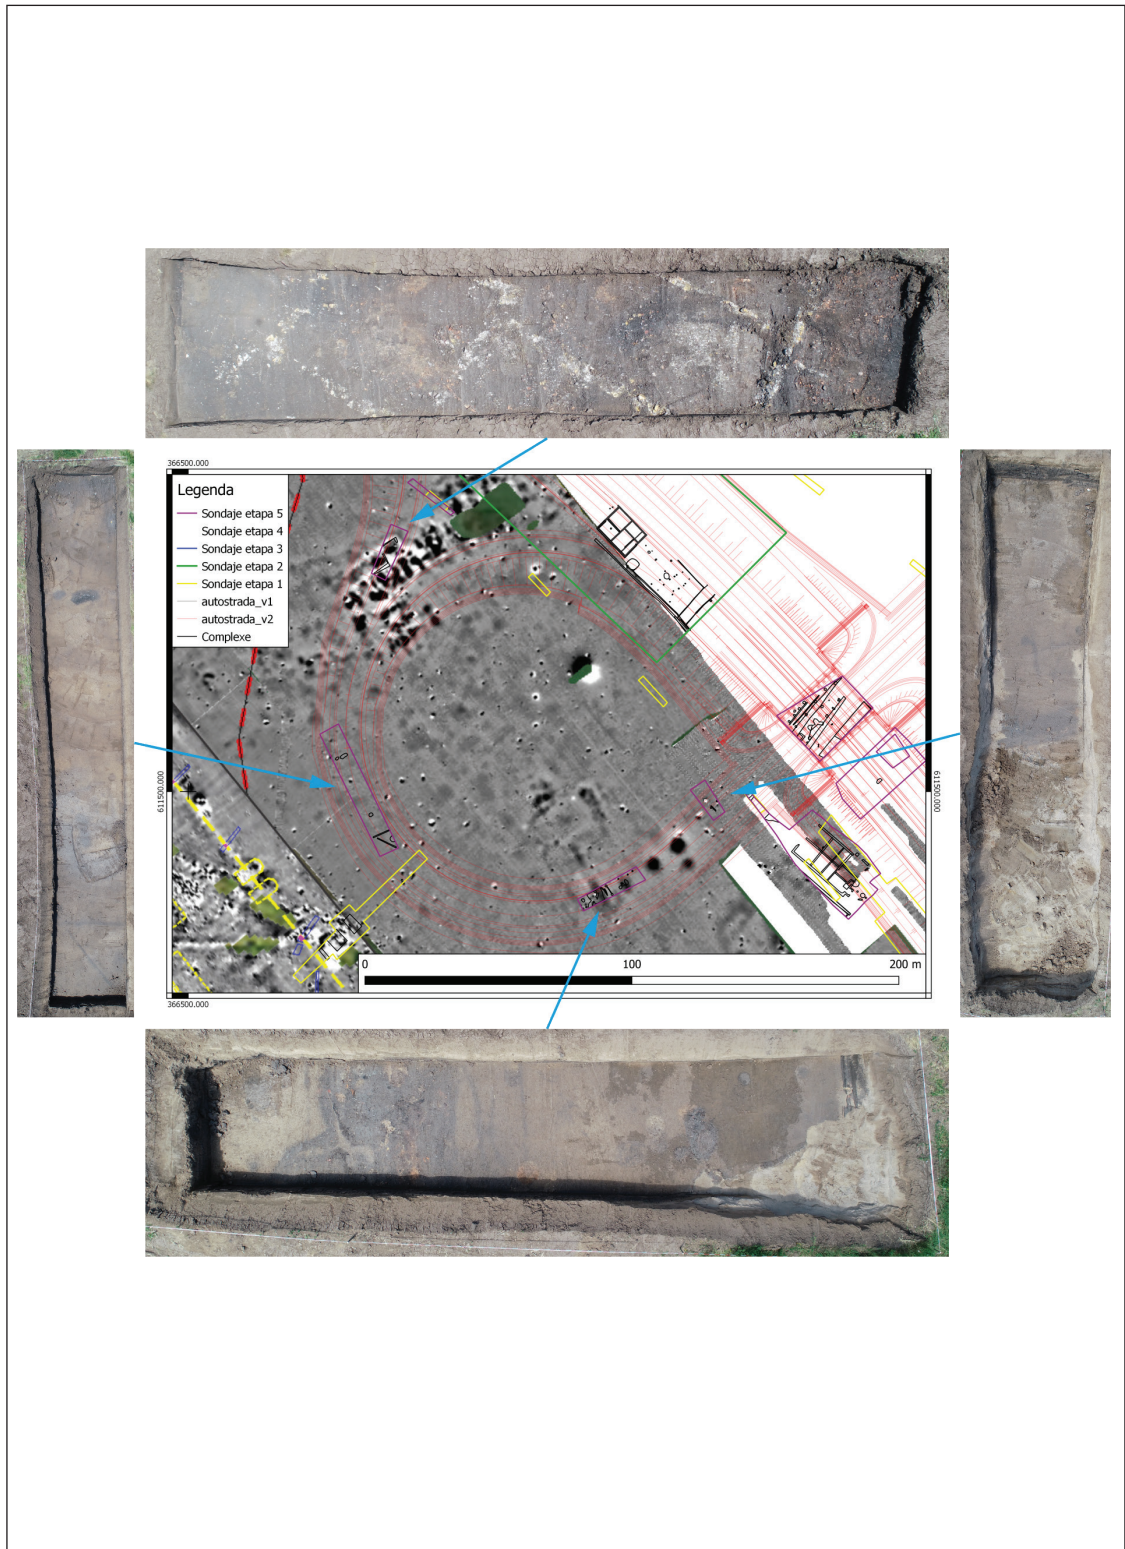 366500.000
Legenda
Sondaje etapa 5
Sondaje etapa 4
Sondaje etapa 3
Sondaje etapa 2
Sondaje etapa 1
autostrada_v1
autostrada_v2
Complexe
611500.000
611500.000
0 100 200 m
366500.000